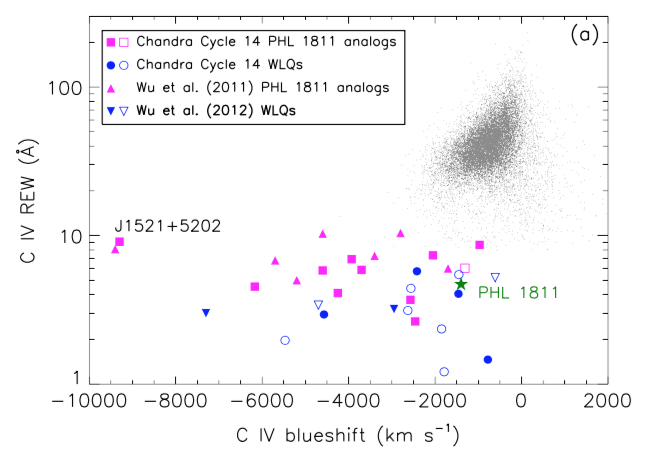 (a)
Chandra Cycle 14 PHL 1811 analogs
Chandra Cycle 14 WLQs
Wu et al. (2011) PHL 1811 analogs
Wu et al. (2012) WLQs
100
C IV REW (Å)
J1521+5202
10
PHL 1811
1
−10000 −8000 −6000 −4000 −2000 0 2000
C IV blueshift (km s⁻¹)